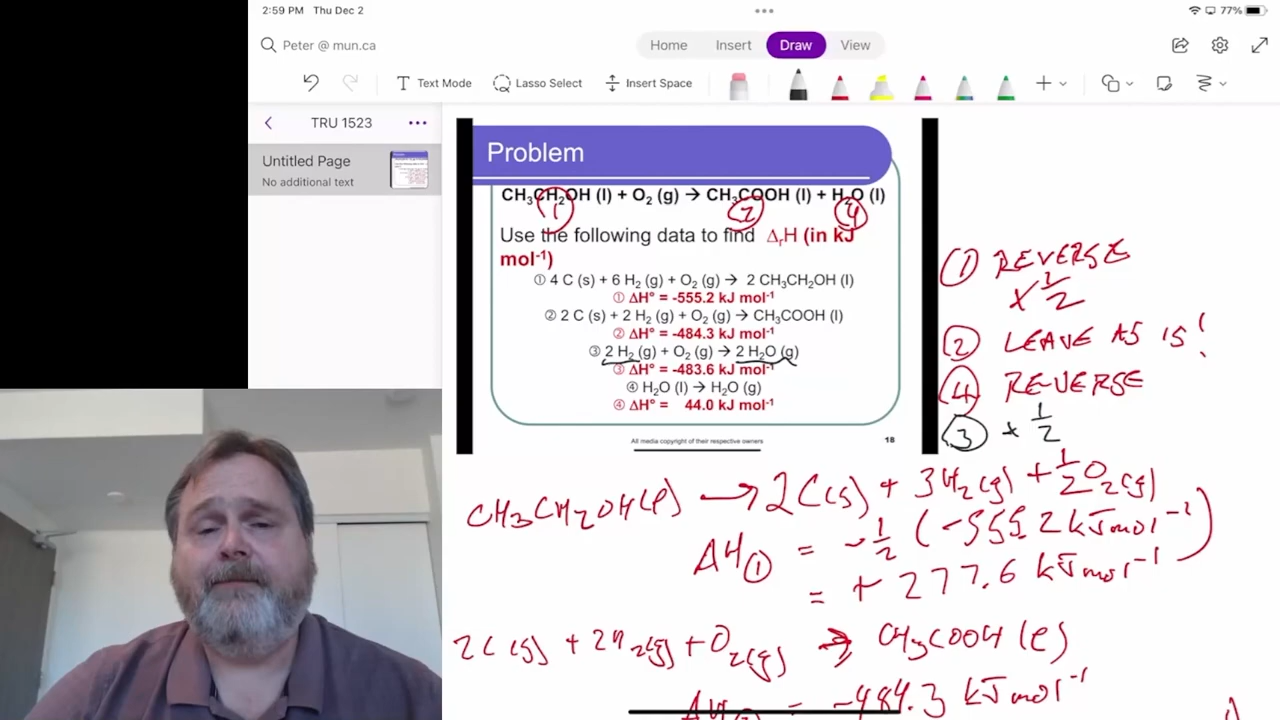 2:59 PM Thu Dec 2
77%
Peter @ mun.ca
Home Insert Draw View
Text Mode Lasso Select Insert Space
TRU 1523
Untitled Page
No additional text
Problem
CH₃CH₂OH (l) + O₂ (g) → CH₃COOH (l) + H₂O (l)
1 2 4
Use the following data to find ΔᵣH (in kJ
mol⁻¹)
① 4 C (s) + 6 H₂ (g) + O₂ (g) → 2 CH₃CH₂OH (l)
① ΔH° = -555.2 kJ mol⁻¹
② 2 C (s) + 2 H₂ (g) + O₂ (g) → CH₃COOH (l)
② ΔH° = -484.3 kJ mol⁻¹
③ 2 H₂ (g) + O₂ (g) → 2 H₂O (g)
③ ΔH° = -483.6 kJ mol⁻¹
④ H₂O (l) → H₂O (g)
④ ΔH° = 44.0 kJ mol⁻¹
All media copyright of their respective owners
18
① REVERSE
x 1/2
② LEAVE AS IS!
④ REVERSE
③ x 1/2
CH₃CH₂OH(l) → 2C(s) + 3H₂(g) + 1/2 O₂(g)
ΔH① = -1/2 (-555.2 kJ mol⁻¹)
= +277.6 kJ mol⁻¹
2C(s) + 2H₂(g) + O₂(g) → CH₃COOH (l)
= -484.3 kJ mol⁻¹